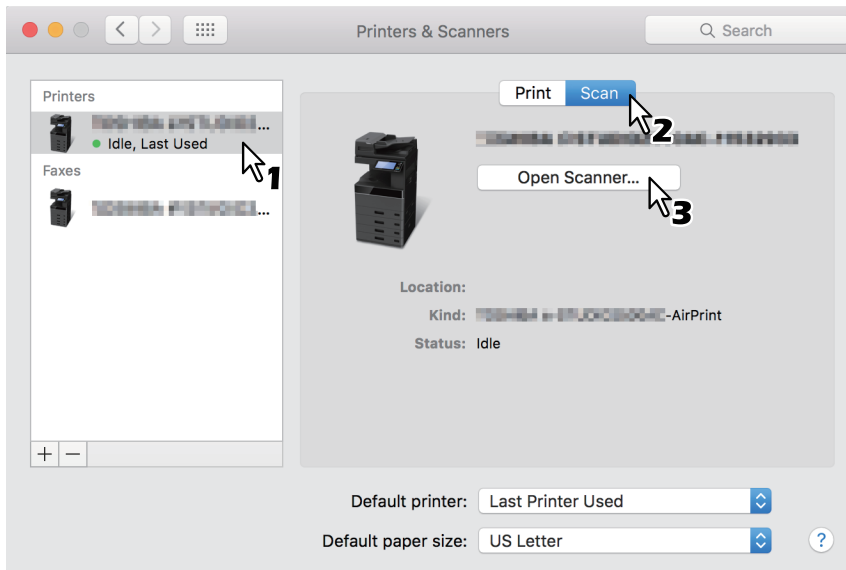 Printers & Scanners
Search
Printers
...
Idle, Last Used
1
Faxes
...
Print Scan
2
Open Scanner...
3
Location:
Kind: -AirPrint
Status: Idle
+ −
Default printer: Last Printer Used
Default paper size: US Letter
?